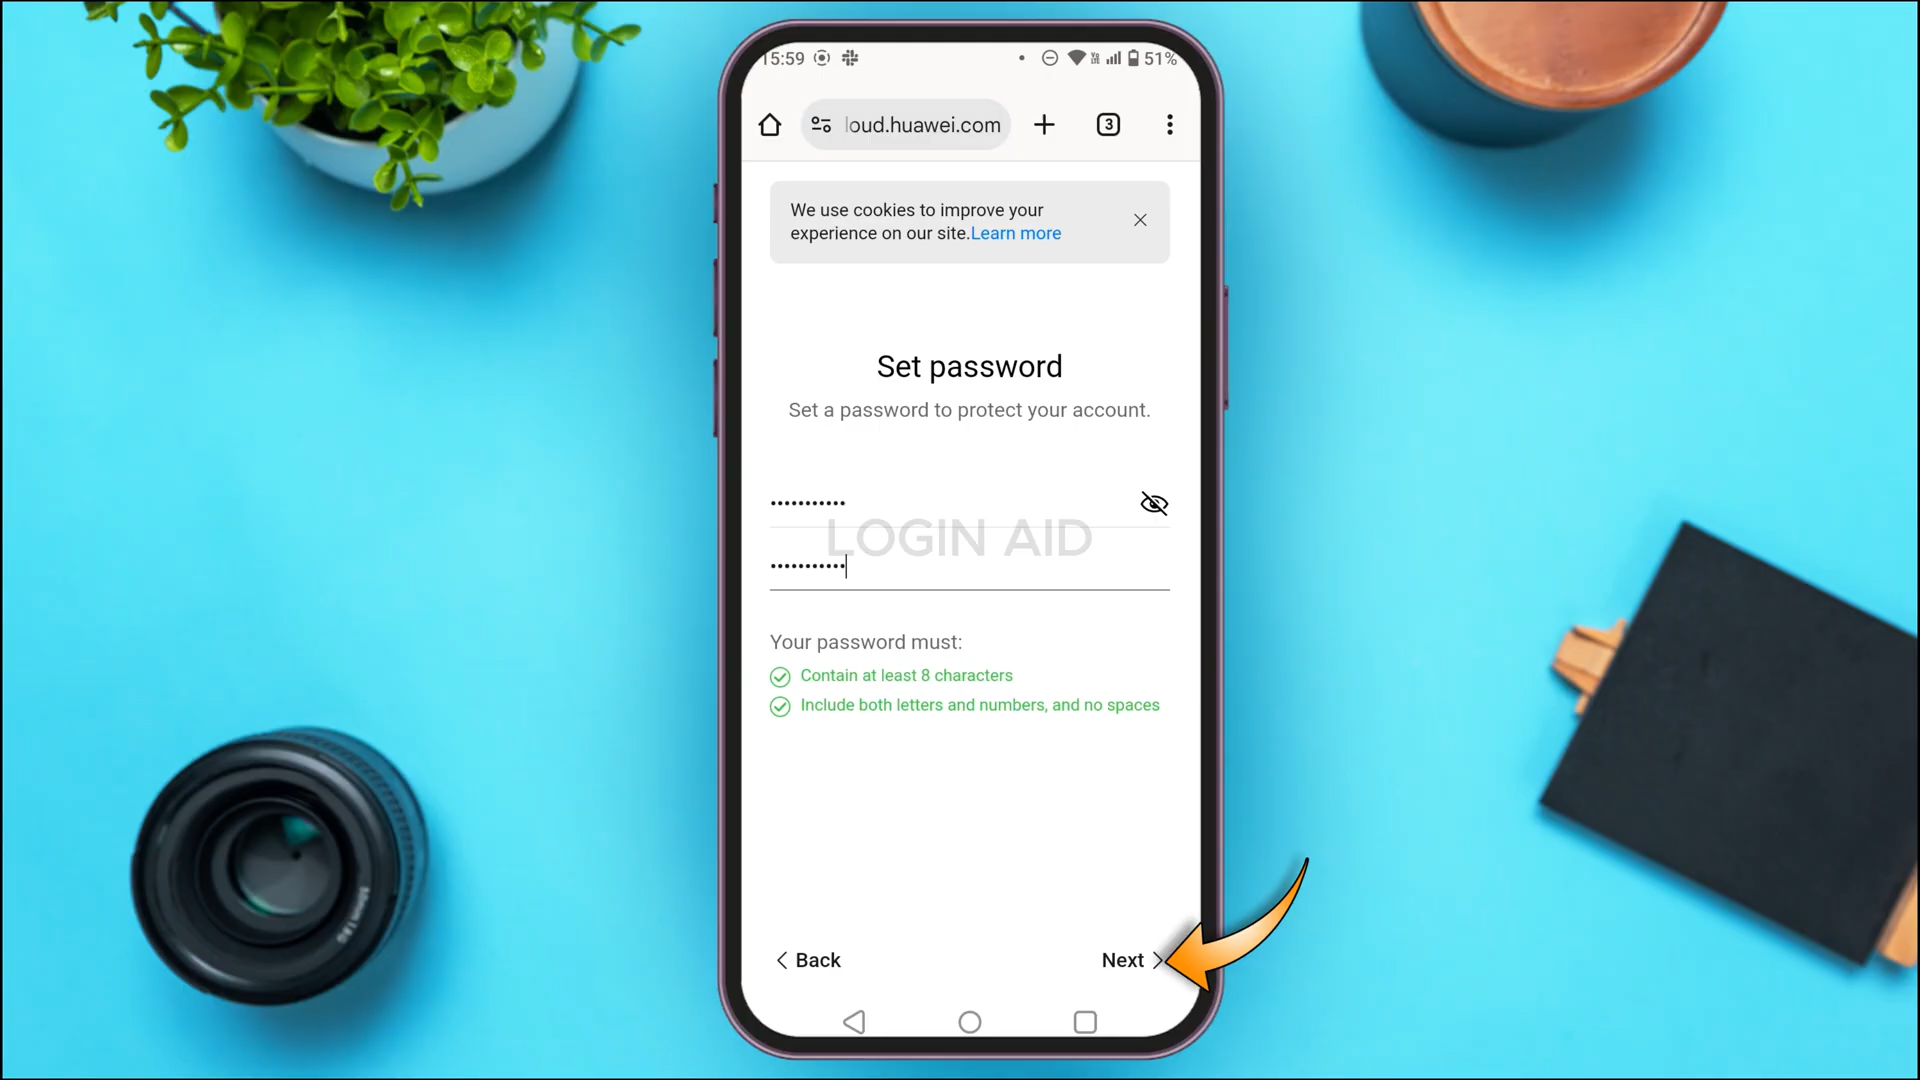 15:59
51%
loud.huawei.com
3
We use cookies to improve your
experience on our site.Learn more
Set password
Set a password to protect your account.
•••••••••••
LOGIN AID
•••••••••••
Your password must:
Contain at least 8 characters
Include both letters and numbers, and no spaces
Back
Next